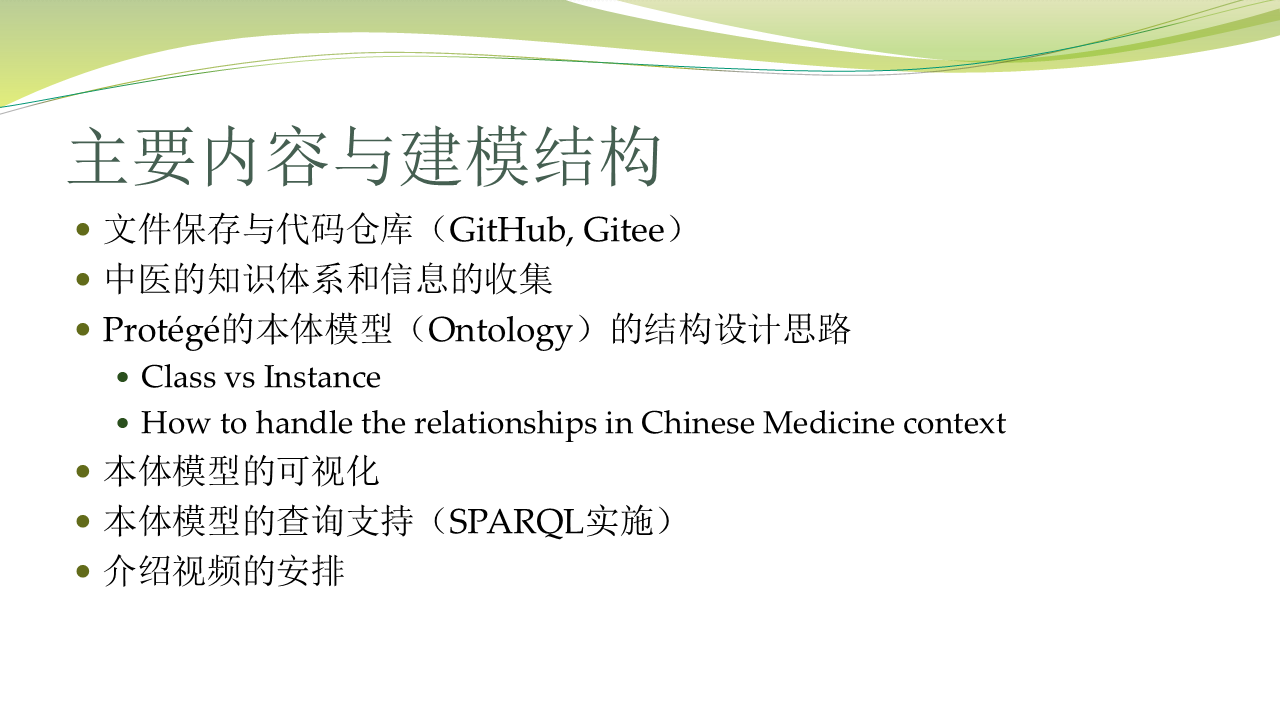 主要内容与建模结构
文件保存与代码仓库（GitHub, Gitee）
中医的知识体系和信息的收集
Protégé的本体模型（Ontology）的结构设计思路
Class vs Instance
How to handle the relationships in Chinese Medicine context
本体模型的可视化
本体模型的查询支持（SPARQL实施）
介绍视频的安排